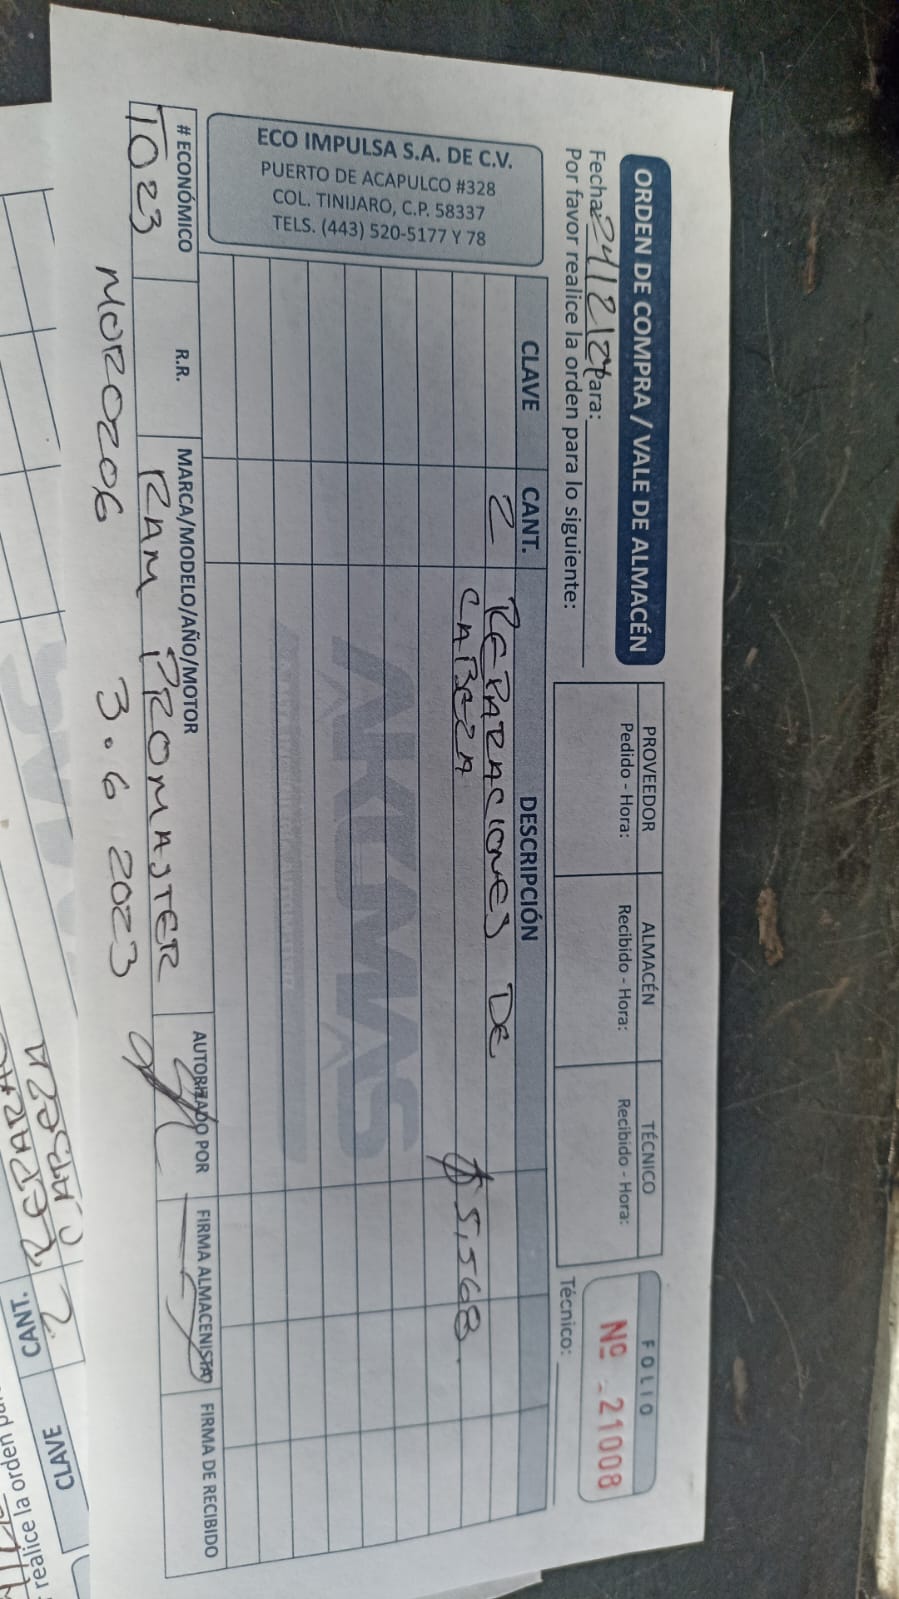 ORDEN DE COMPRA / VALE DE ALMACÉN
Fecha: 24/2/24 Para:
Por favor realice la orden para lo siguiente:
PROVEEDOR ALMACÉN TÉCNICO
Pedido - Hora: Recibido - Hora: Recibido - Hora:
FOLIO
Nº 21008
Técnico:
ECO IMPULSA S.A. DE C.V.
PUERTO DE ACAPULCO #328
COL. TINIJARO, C.P. 58337
TELS. (443) 520-5177 Y 78
CLAVE CANT. DESCRIPCIÓN
2 REPARACIONES DE
CABEZA $5,568.
AKUMAS
# ECONÓMICO R.R. MARCA/MODELO/AÑO/MOTOR AUTORIZADO POR FIRMA ALMACENISTA FIRMA DE RECIBIDO
T023 RAM PROMASTER
MOR0206 3.6 2023
realice la orden par
CLAVE CANT.
2 REPARA
CABEZA